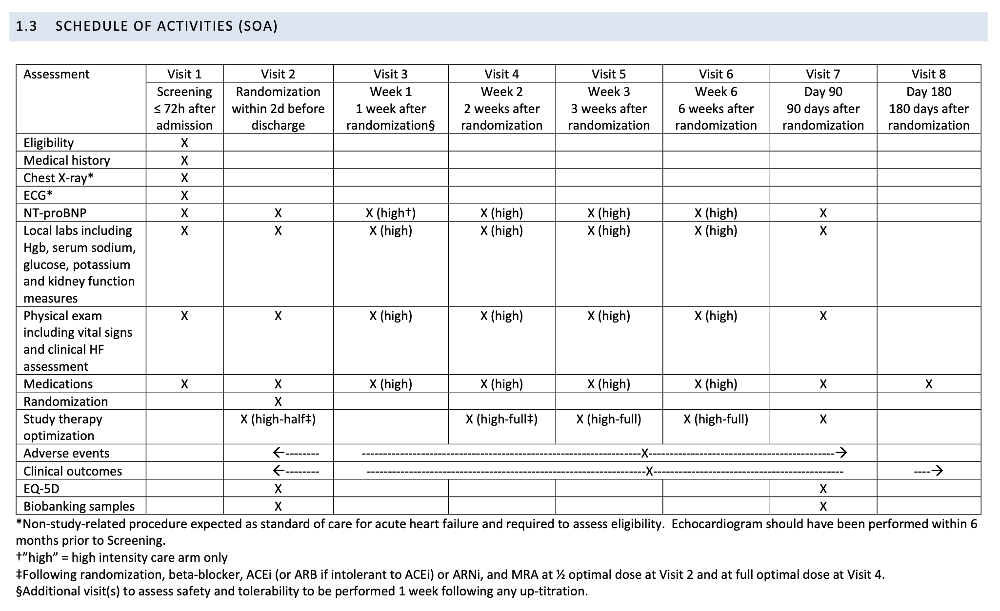 1.3 SCHEDULE OF ACTIVITIES (SOA)
Assessment Visit 1 Visit 2 Visit 3 Visit 4 Visit 5 Visit 6 Visit 7 Visit 8
Screening Randomization Week 1 Week 2 Week 3 Week 6 Day 90 Day 180
≤ 72h after within 2d before 1 week after 2 weeks after 3 weeks after 6 weeks after 90 days after 180 days after
admission discharge randomization§ randomization randomization randomization randomization randomization
Eligibility X
Medical history X
Chest X-ray* X
ECG* X
NT-proBNP X X X (high†) X (high) X (high) X (high) X
Local labs including X X X (high) X (high) X (high) X (high) X
Hgb, serum sodium,
glucose, potassium
and kidney function
measures
Physical exam X X X (high) X (high) X (high) X (high) X
including vital signs
and clinical HF
assessment
Medications X X X (high) X (high) X (high) X (high) X X
Randomization X
Study therapy X (high-half‡) X (high-full‡) X (high-full) X (high-full) X
optimization
Adverse events ←-------- ------------------------------------------------------------------X--------------------------------------------→
Clinical outcomes ←-------- ------------------------------------------------------------------X--------------------------------------------- ----→
EQ-5D X X
Biobanking samples X X
*Non-study-related procedure expected as standard of care for acute heart failure and required to assess eligibility. Echocardiogram should have been performed within 6
months prior to Screening.
†”high” = high intensity care arm only
‡Following randomization, beta-blocker, ACEi (or ARB if intolerant to ACEi) or ARNi, and MRA at ½ optimal dose at Visit 2 and at full optimal dose at Visit 4.
§Additional visit(s) to assess safety and tolerability to be performed 1 week following any up-titration.